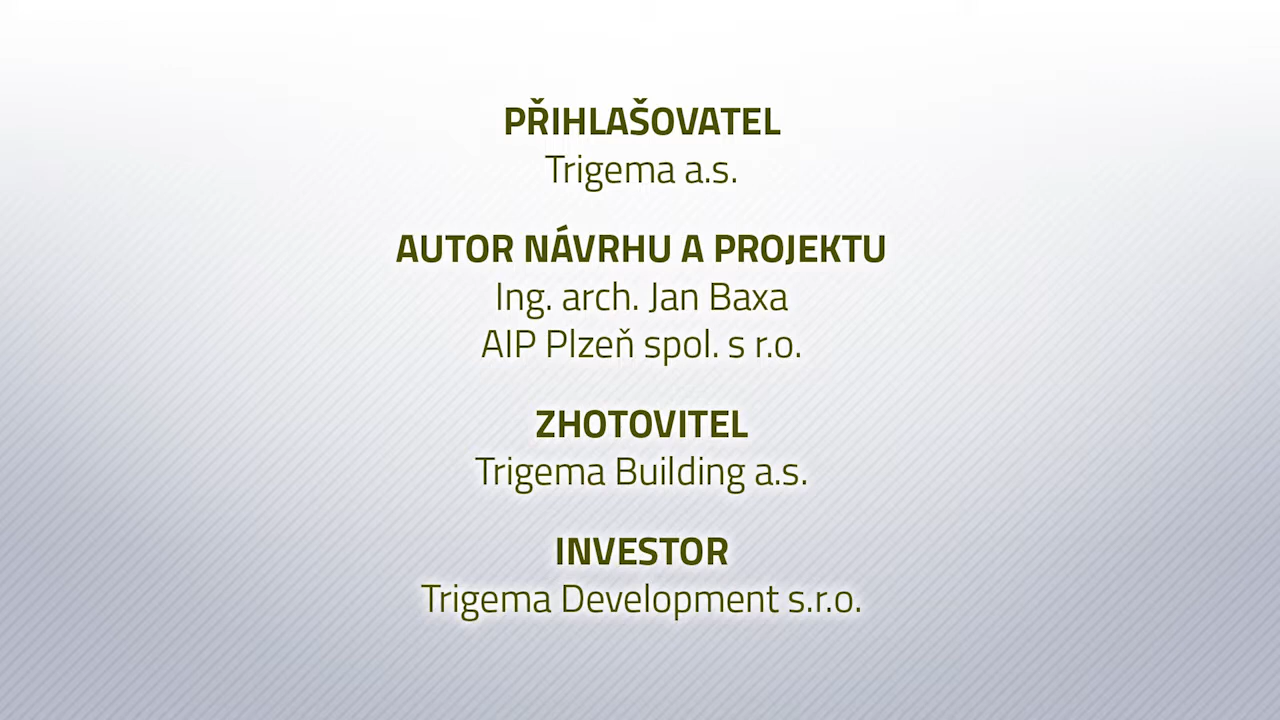 PŘIHLAŠOVATEL
Trigema a.s.
AUTOR NÁVRHU A PROJEKTU
Ing. arch. Jan Baxa
AIP Plzeň spol. s r.o.
ZHOTOVITEL
Trigema Building a.s.
INVESTOR
Trigema Development s.r.o.